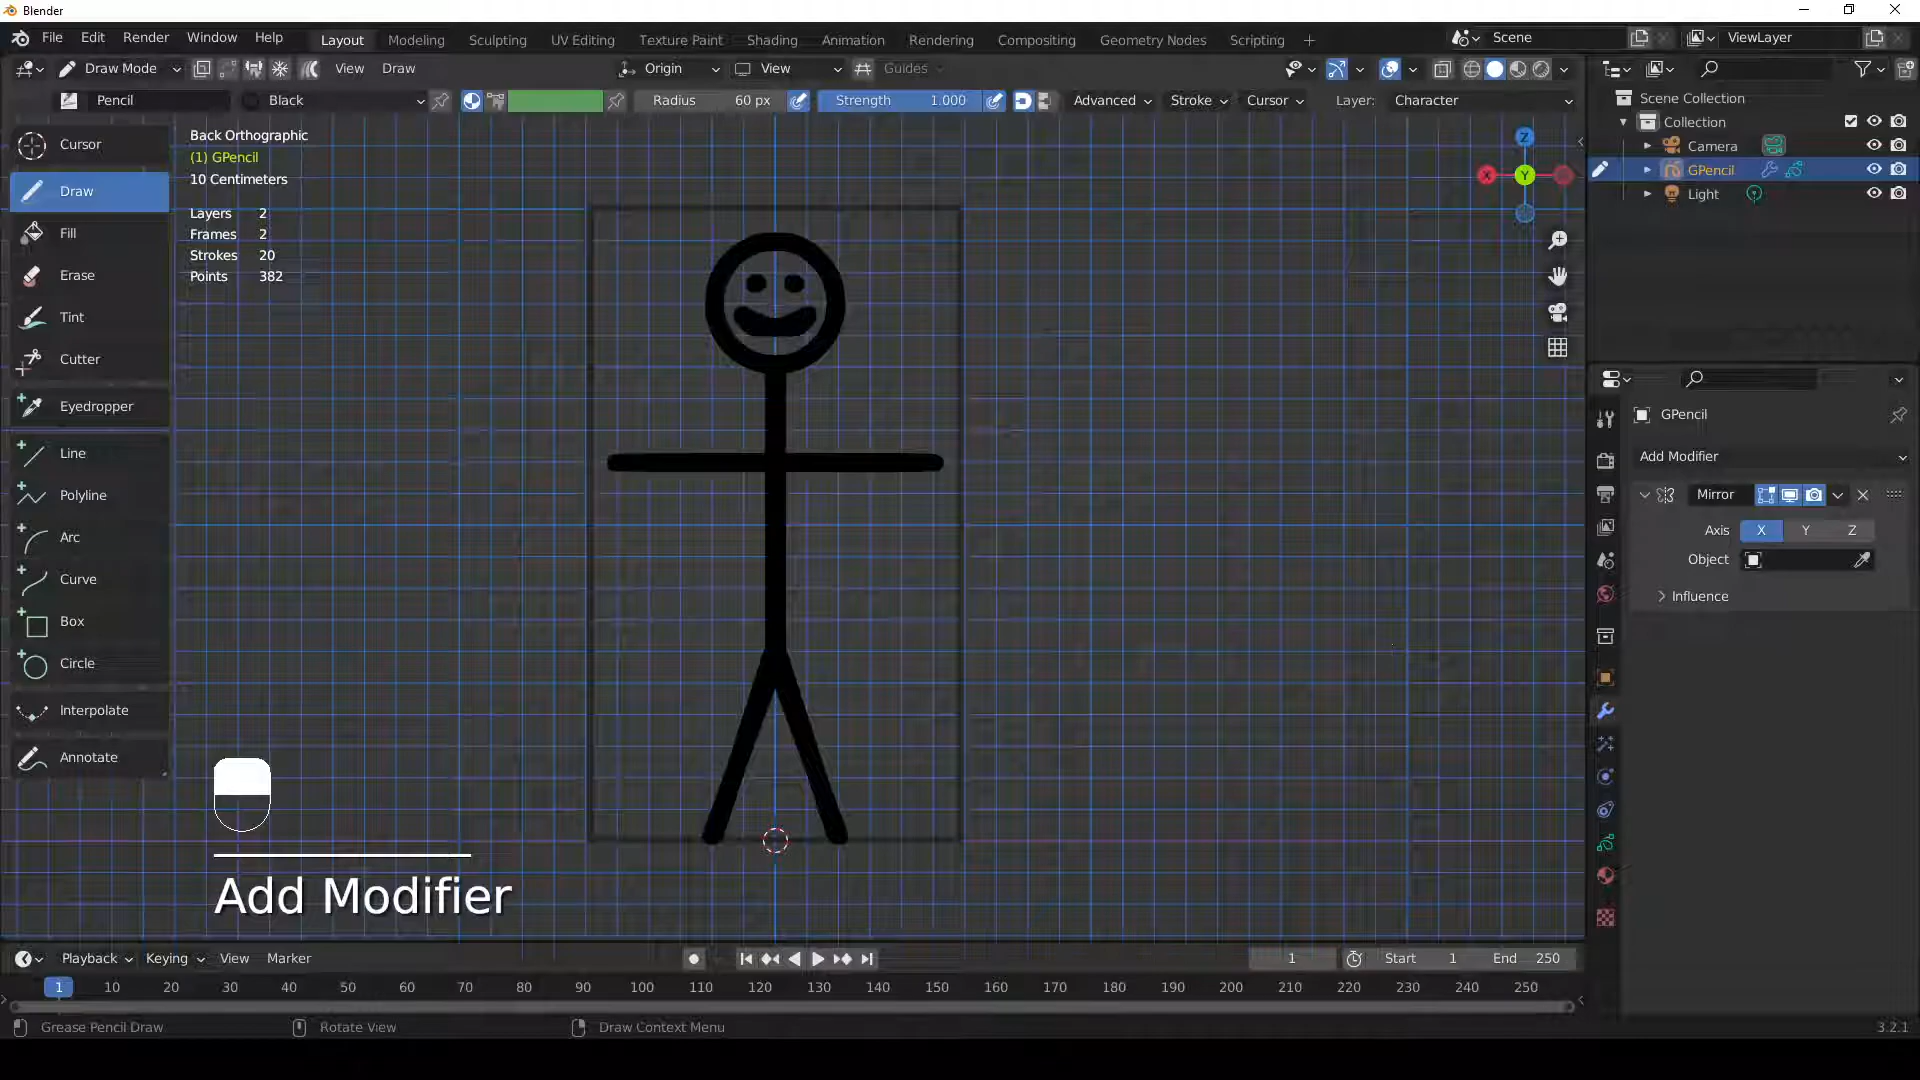 Blender
File Edit Render Window Help
Layout Modeling Sculpting UV Editing Texture Paint Shading Animation Rendering Compositing Geometry Nodes Scripting +
Scene
ViewLayer
Draw Mode View Draw
Origin View Guides
Pencil Black Radius 60 px Strength 1.000 Advanced Stroke Cursor Layer: Character
Cursor
Draw
Fill
Erase
Tint
Cutter
Eyedropper
Line
Polyline
Arc
Curve
Box
Circle
Interpolate
Annotate
Back Orthographic
(1) GPencil
10 Centimeters
Layers 2
Frames 2
Strokes 20
Points 382
Z
X Y
Add Modifier
Scene Collection
Collection
Camera
GPencil
Light
GPencil
Add Modifier
Mirror
Axis X Y Z
Object
Influence
Playback Keying View Marker
1 Start 1 End 250
1 10 20 30 40 50 60 70 80 90 100 110 120 130 140 150 160 170 180 190 200 210 220 230 240 250
Grease Pencil Draw Rotate View Draw Context Menu
3.2.1